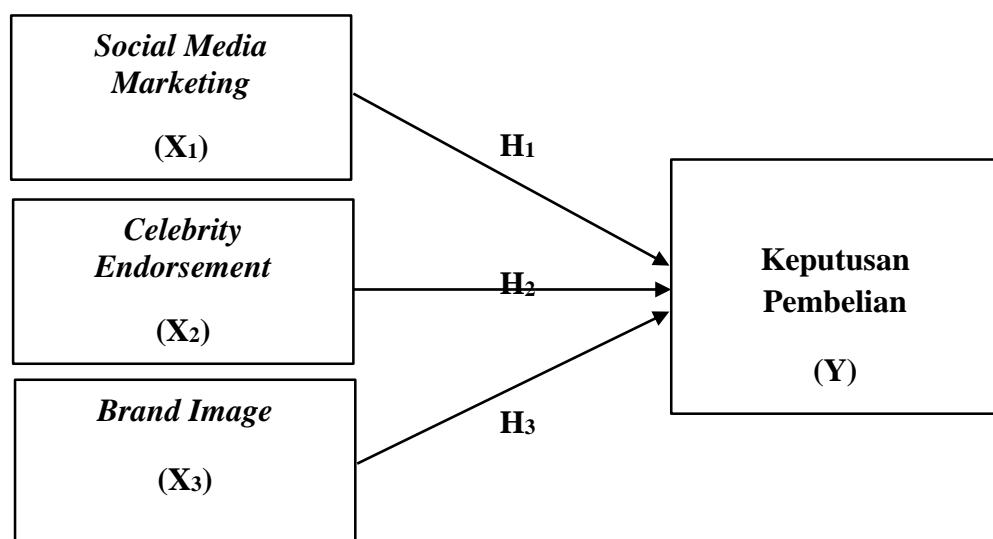 Social Media
Marketing
(X1)
H1
Celebrity
Endorsement
(X2)
H2
Keputusan
Pembelian
(Y)
Brand Image
(X3)
H3